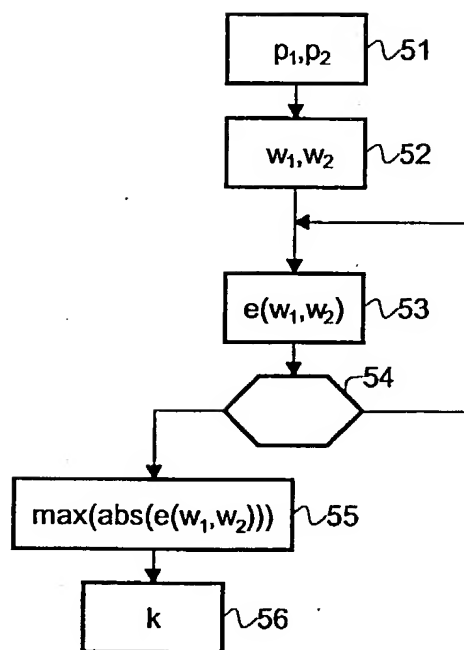 p₁,p₂ 51
w₁,w₂ 52
e(w₁,w₂) 53
54
max(abs(e(w₁,w₂))) 55
k 56